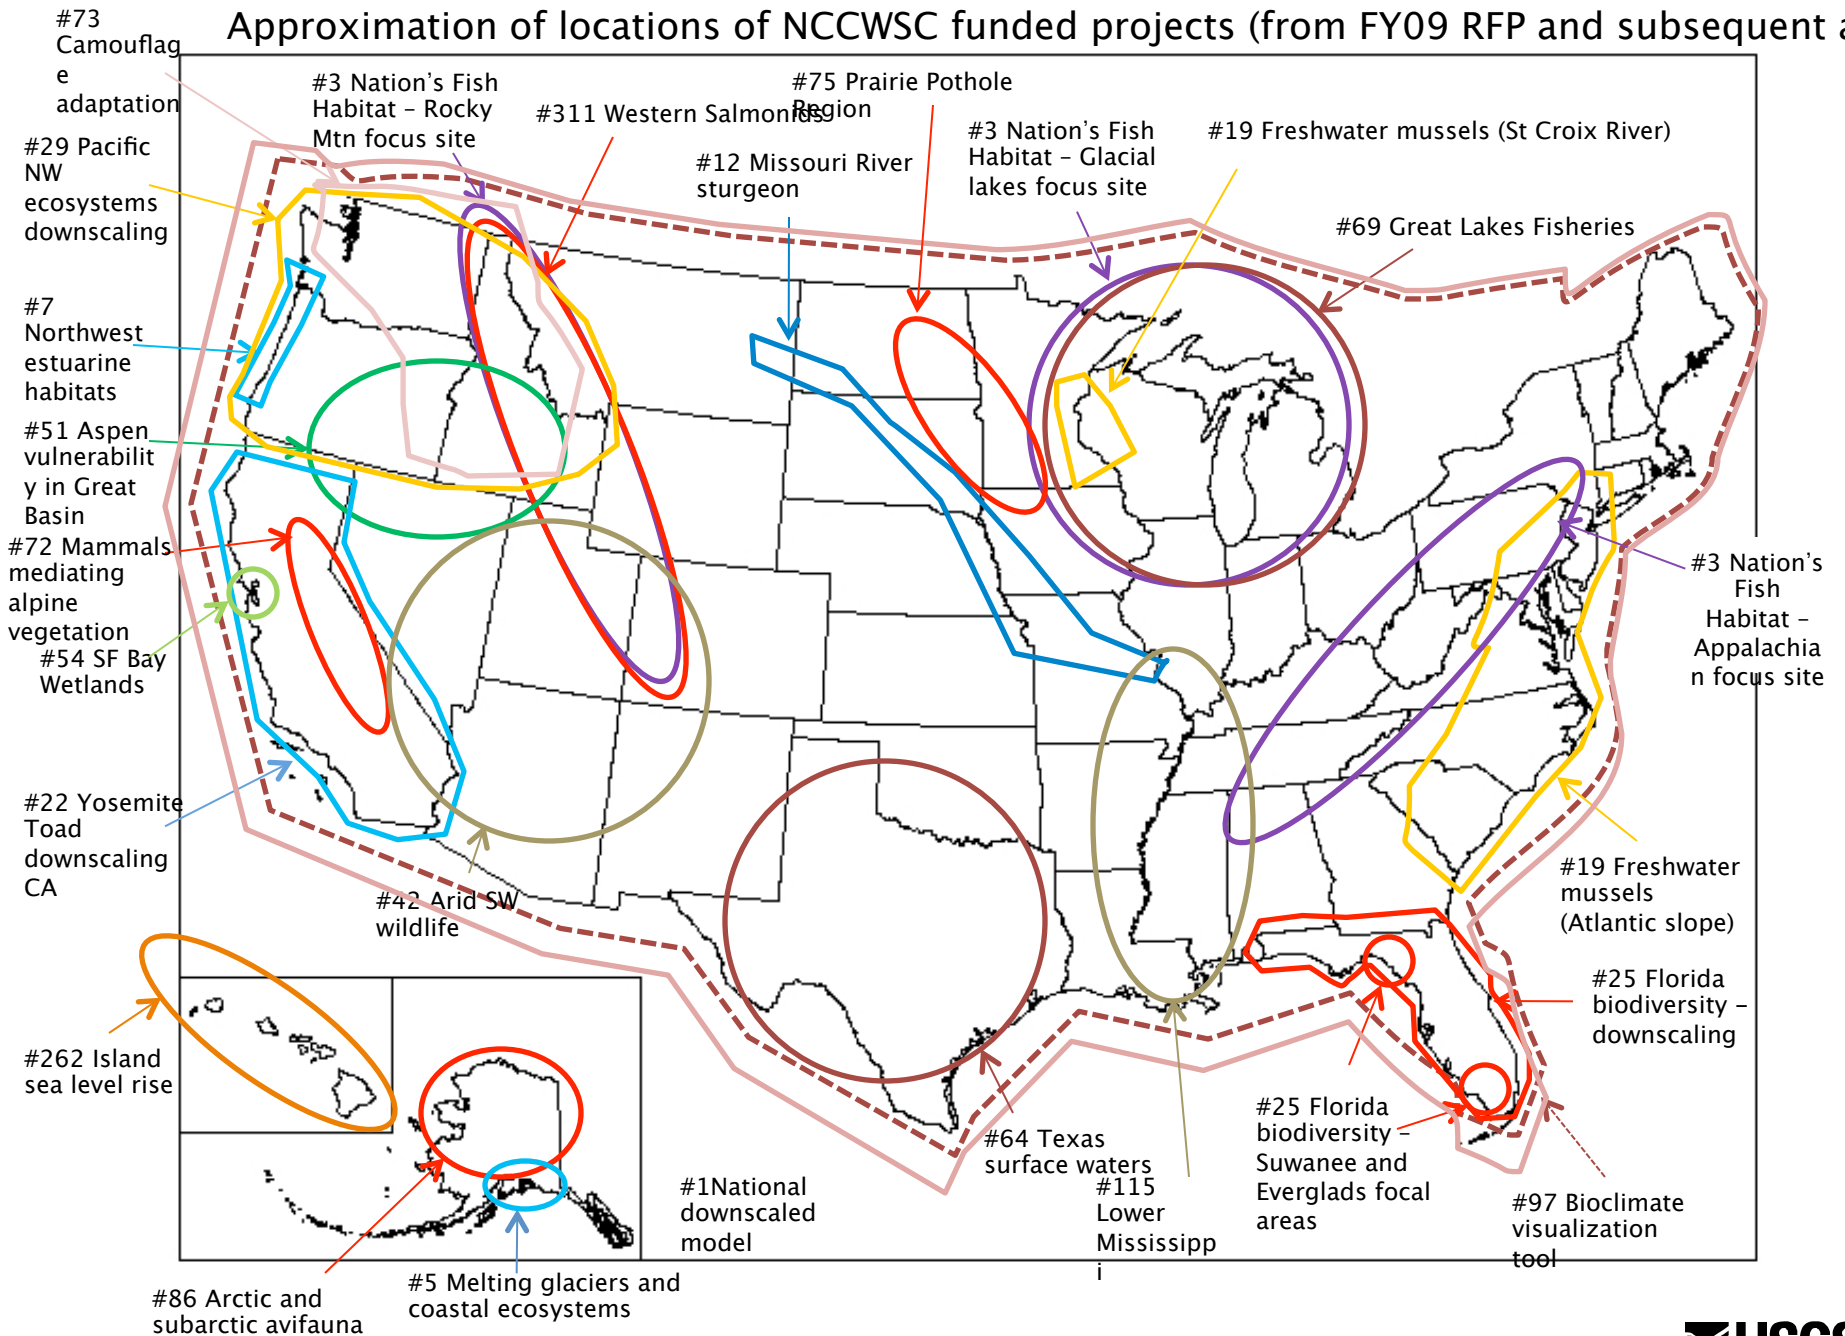 Approximation of locations of NCCWSC funded projects (from FY09 RFP and subsequent a
#73
Camouflag
e
adaptation
#3 Nation's Fish
Habitat – Rocky
Mtn focus site
#311 Western Salmonids
#75 Prairie Pothole
Region
#12 Missouri River
sturgeon
#3 Nation's Fish
Habitat – Glacial
lakes focus site
#19 Freshwater mussels (St Croix River)
#69 Great Lakes Fisheries
#29 Pacific
NW
ecosystems
downscaling
#7
Northwest
estuarine
habitats
#51 Aspen
vulnerabilit
y in Great
Basin
#72 Mammals
mediating
alpine
vegetation
#54 SF Bay
Wetlands
#22 Yosemite
Toad
downscaling
CA
#42 Arid SW
wildlife
#3 Nation's
Fish
Habitat –
Appalachia
n focus site
#19 Freshwater
mussels
(Atlantic slope)
#25 Florida
biodiversity –
downscaling
#262 Island
sea level rise
#25 Florida
biodiversity –
Suwanee and
Everglads focal
areas
#64 Texas
surface waters
#115
Lower
Mississipp
i
#1National
downscaled
model
#97 Bioclimate
visualization
tool
#86 Arctic and
subarctic avifauna
#5 Melting glaciers and
coastal ecosystems